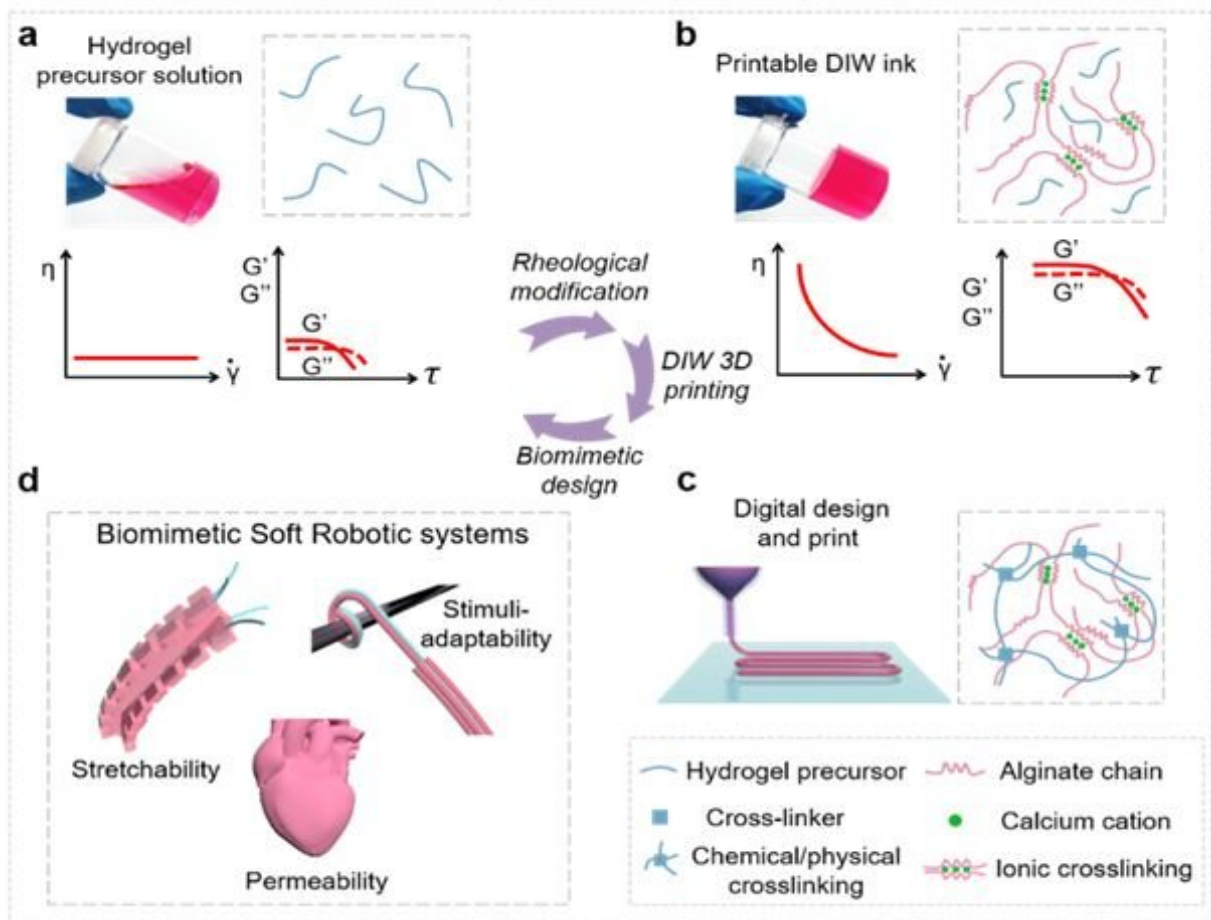 a
Hydrogel
precursor solution
η
γ̇
G'
G''
G'
G''
τ
Rheological
modification
DIW 3D
printing
Biomimetic
design
b
Printable DIW ink
η
γ̇
G'
G''
G'
G''
τ
d
Biomimetic Soft Robotic systems
Stimuli-
adaptability
Stretchability
Permeability
c
Digital design
and print
Hydrogel precursor
Alginate chain
Cross-linker
Calcium cation
Chemical/physical
crosslinking
Ionic crosslinking